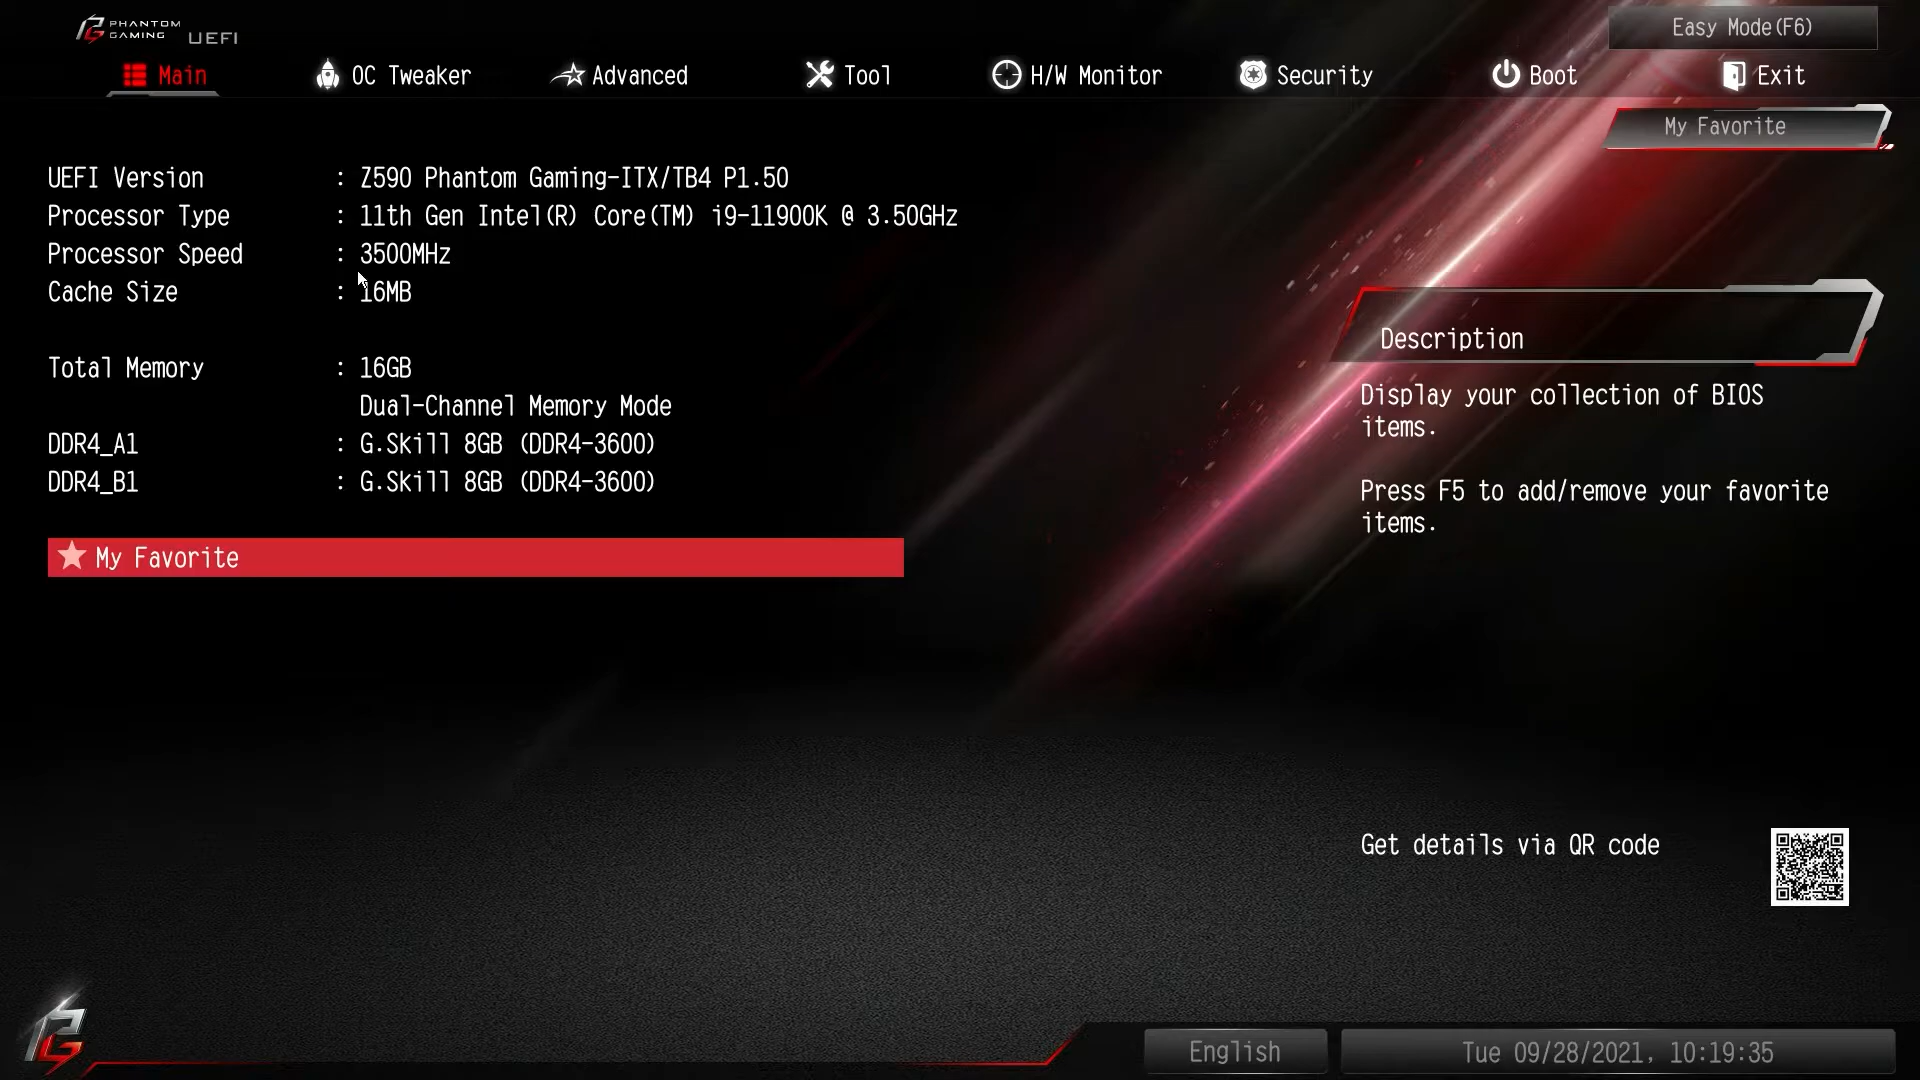 PHANTOM
GAMING UEFI
Easy Mode(F6)
Main OC Tweaker Advanced Tool H/W Monitor Security Boot Exit
My Favorite
UEFI Version : Z590 Phantom Gaming-ITX/TB4 P1.50
Processor Type : 11th Gen Intel(R) Core(TM) i9-11900K @ 3.50GHz
Processor Speed : 3500MHz
Cache Size : 16MB
Total Memory : 16GB
Dual-Channel Memory Mode
DDR4_A1 : G.Skill 8GB (DDR4-3600)
DDR4_B1 : G.Skill 8GB (DDR4-3600)
My Favorite
Description
Display your collection of BIOS
items.
Press F5 to add/remove your favorite
items.
Get details via QR code
English
Tue 09/28/2021, 10:19:35